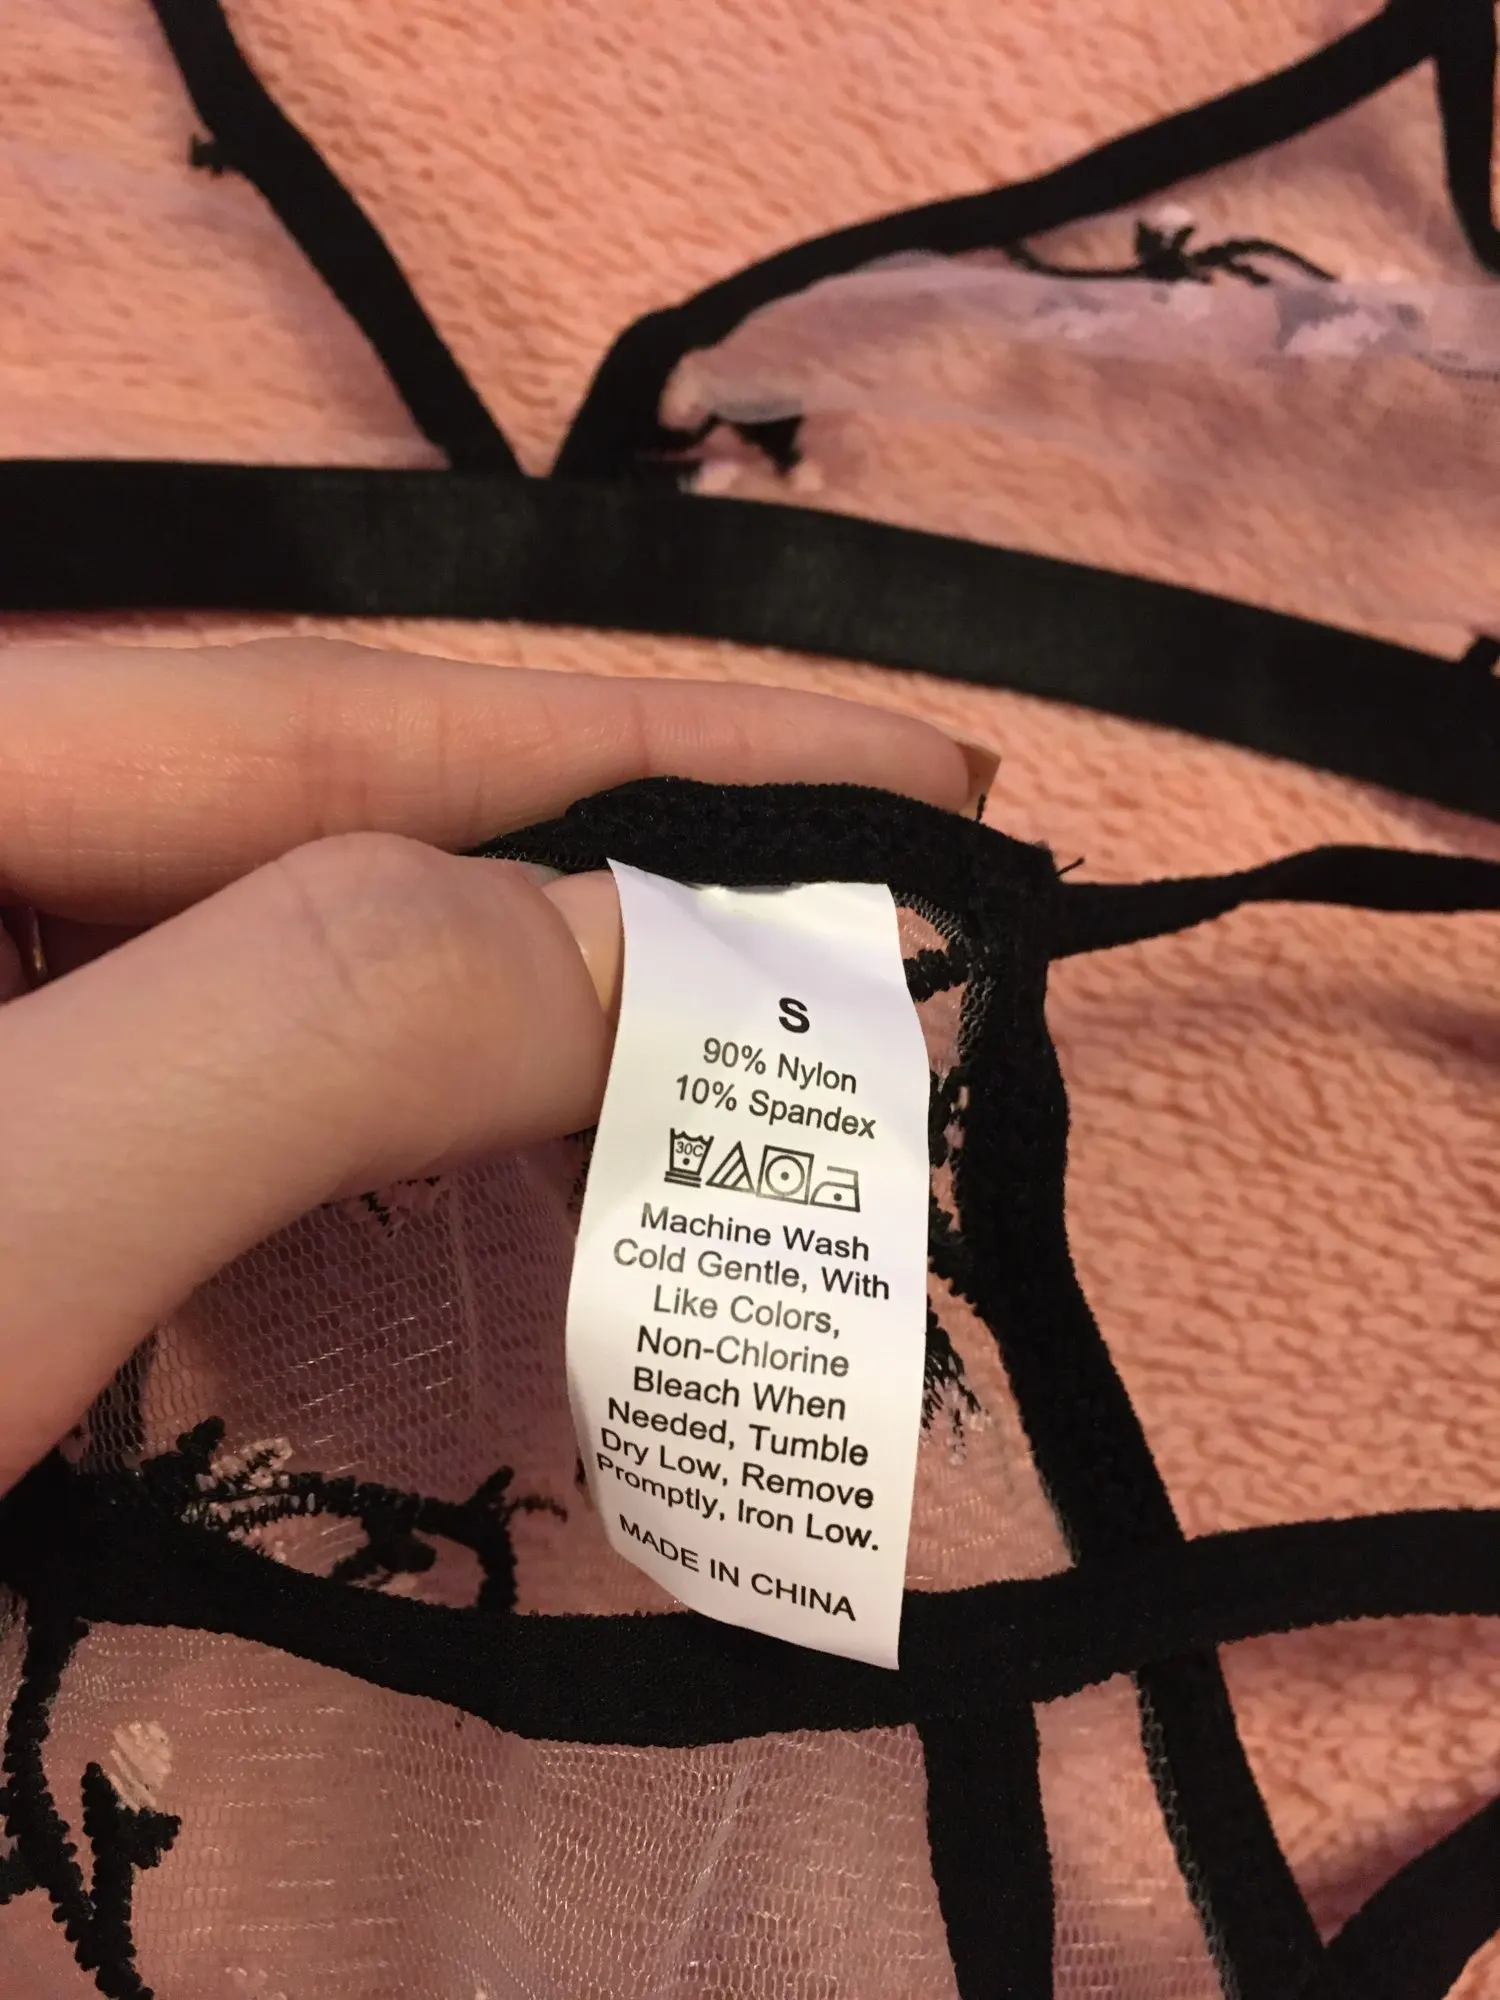 S
90% Nylon
10% Spandex
30C
Machine Wash
Cold Gentle, With
Like Colors,
Non-Chlorine
Bleach When
Needed, Tumble
Dry Low, Remove
Promptly, Iron Low.
MADE IN CHINA